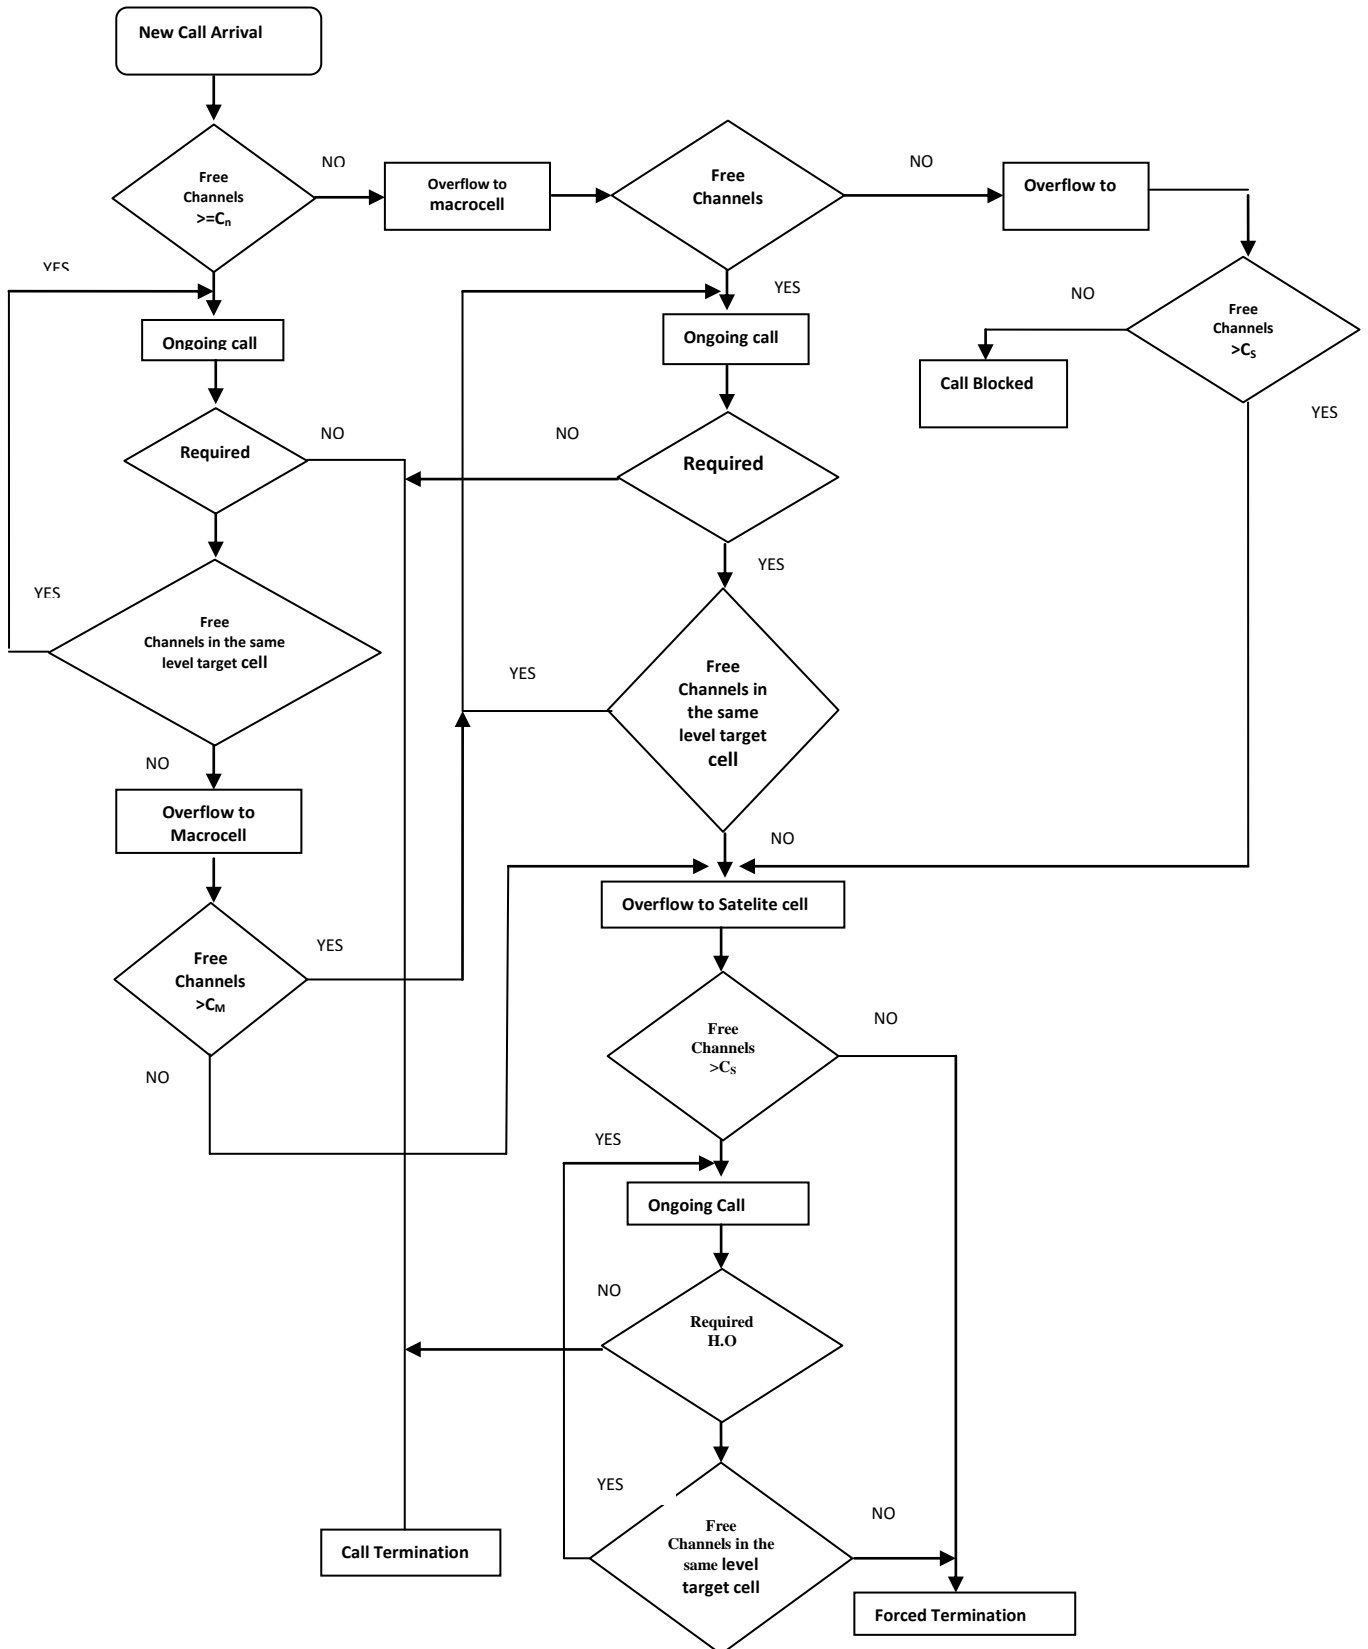 New Call Arrival
Free
Channels
>=Cn
NO
Overflow to
macrocell
Free
Channels
NO
Overflow to
YES
YES
NO
Free
Channels
>CS
YES
Ongoing call
Ongoing call
Call Blocked
Required
NO
NO
Required
YES
YES
Free
Channels in the same
level target cell
YES
Free
Channels in
the same
level target
cell
NO
Overflow to
Macrocell
NO
Overflow to Satelite cell
Free
Channels
>CM
YES
NO
Free
Channels
>CS
NO
YES
Ongoing Call
NO
Required
H.O
YES
NO
Free
Channels in the
same level
target cell
Call Termination
Forced Termination